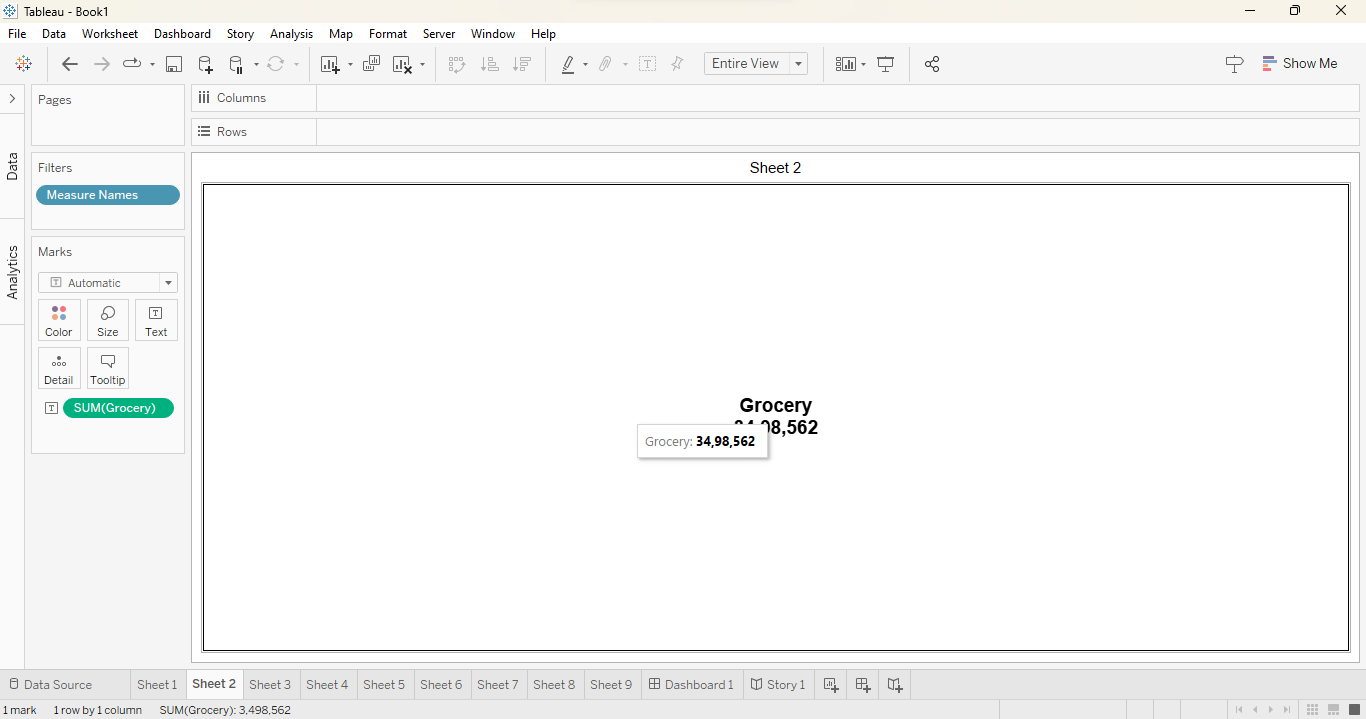 Tableau - Book1
File Data Worksheet Dashboard Story Analysis Map Format Server Window Help
Entire View
Show Me
Pages
Columns
Rows
Data
Analytics
Filters
Measure Names
Marks
Automatic
Color Size Text
Detail Tooltip
SUM(Grocery)
Sheet 2
Grocery
8,562
Grocery: 34,98,562
Data Source Sheet 1 Sheet 2 Sheet 3 Sheet 4 Sheet 5 Sheet 6 Sheet 7 Sheet 8 Sheet 9 Dashboard 1 Story 1
1 mark 1 row by 1 column SUM(Grocery): 3,498,562